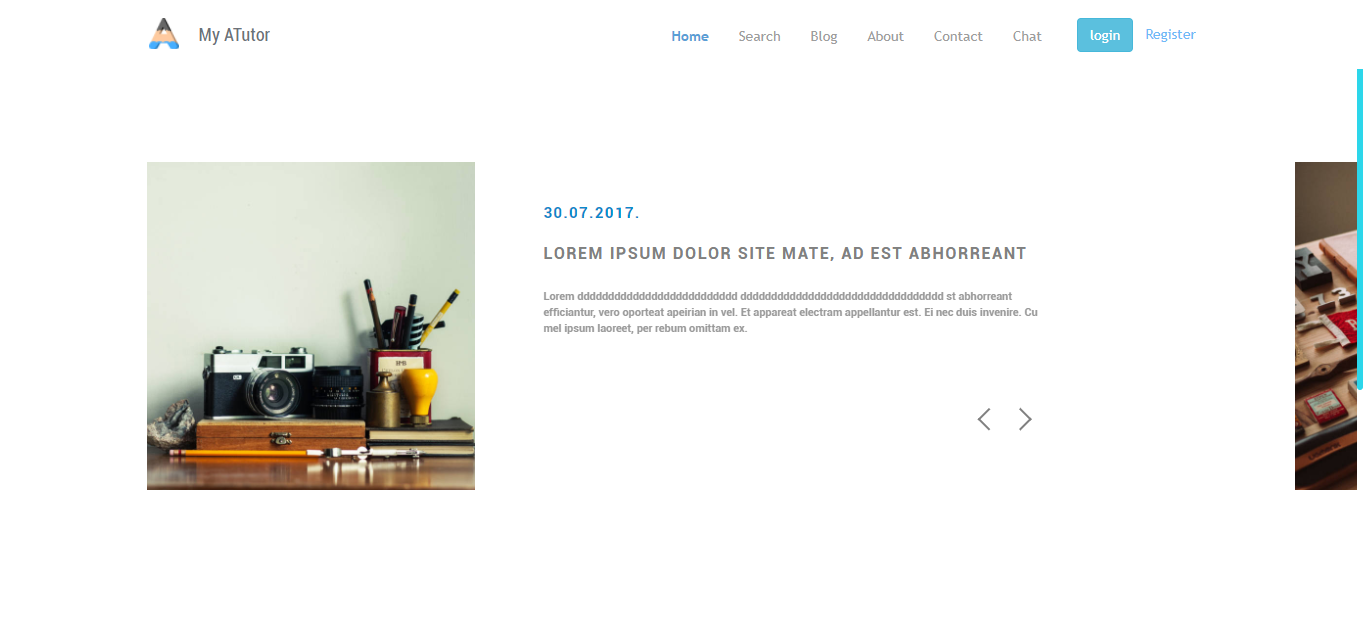 My ATutor
Home Search Blog About Contact Chat login Register
30.07.2017.
LOREM IPSUM DOLOR SITE MATE, AD EST ABHORREANT
Lorem dddddddddddddddddddddddddd ddddddddddddddddddddddddddddddddd st abhorreant
efficiantur, vero oporteat apeirian in vel. Et appareat electram appellantur est. Ei nec duis invenire. Cu
mel ipsum laoreet, per rebum omittam ex.